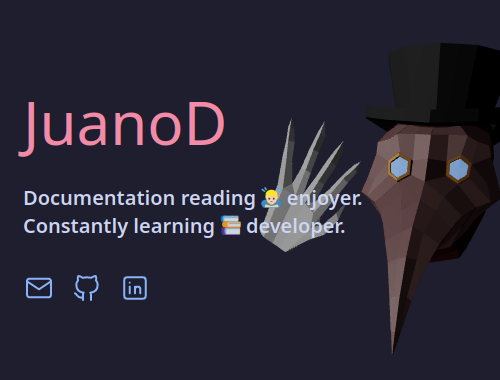 JuanoD
Documentation reading 💆‍♂️ enjoyer.
Constantly learning 📚 developer.